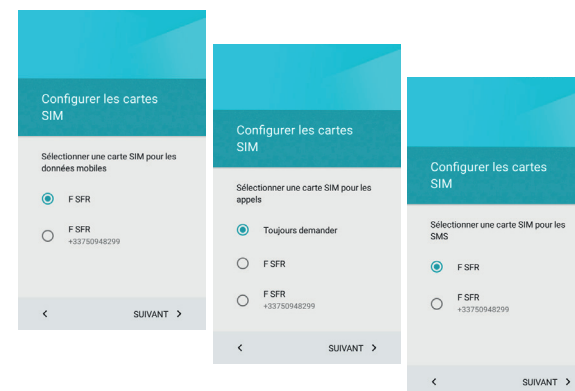 Configurer les cartes
SIM
Sélectionner une carte SIM pour les
données mobiles
F SFR
F SFR
+33750948299
SUIVANT
Configurer les cartes
SIM
Sélectionner une carte SIM pour les
appels
Toujours demander
F SFR
F SFR
+33750948299
SUIVANT
Configurer les cartes
SIM
Sélectionner une carte SIM pour les
SMS
F SFR
F SFR
+33750948299
SUIVANT